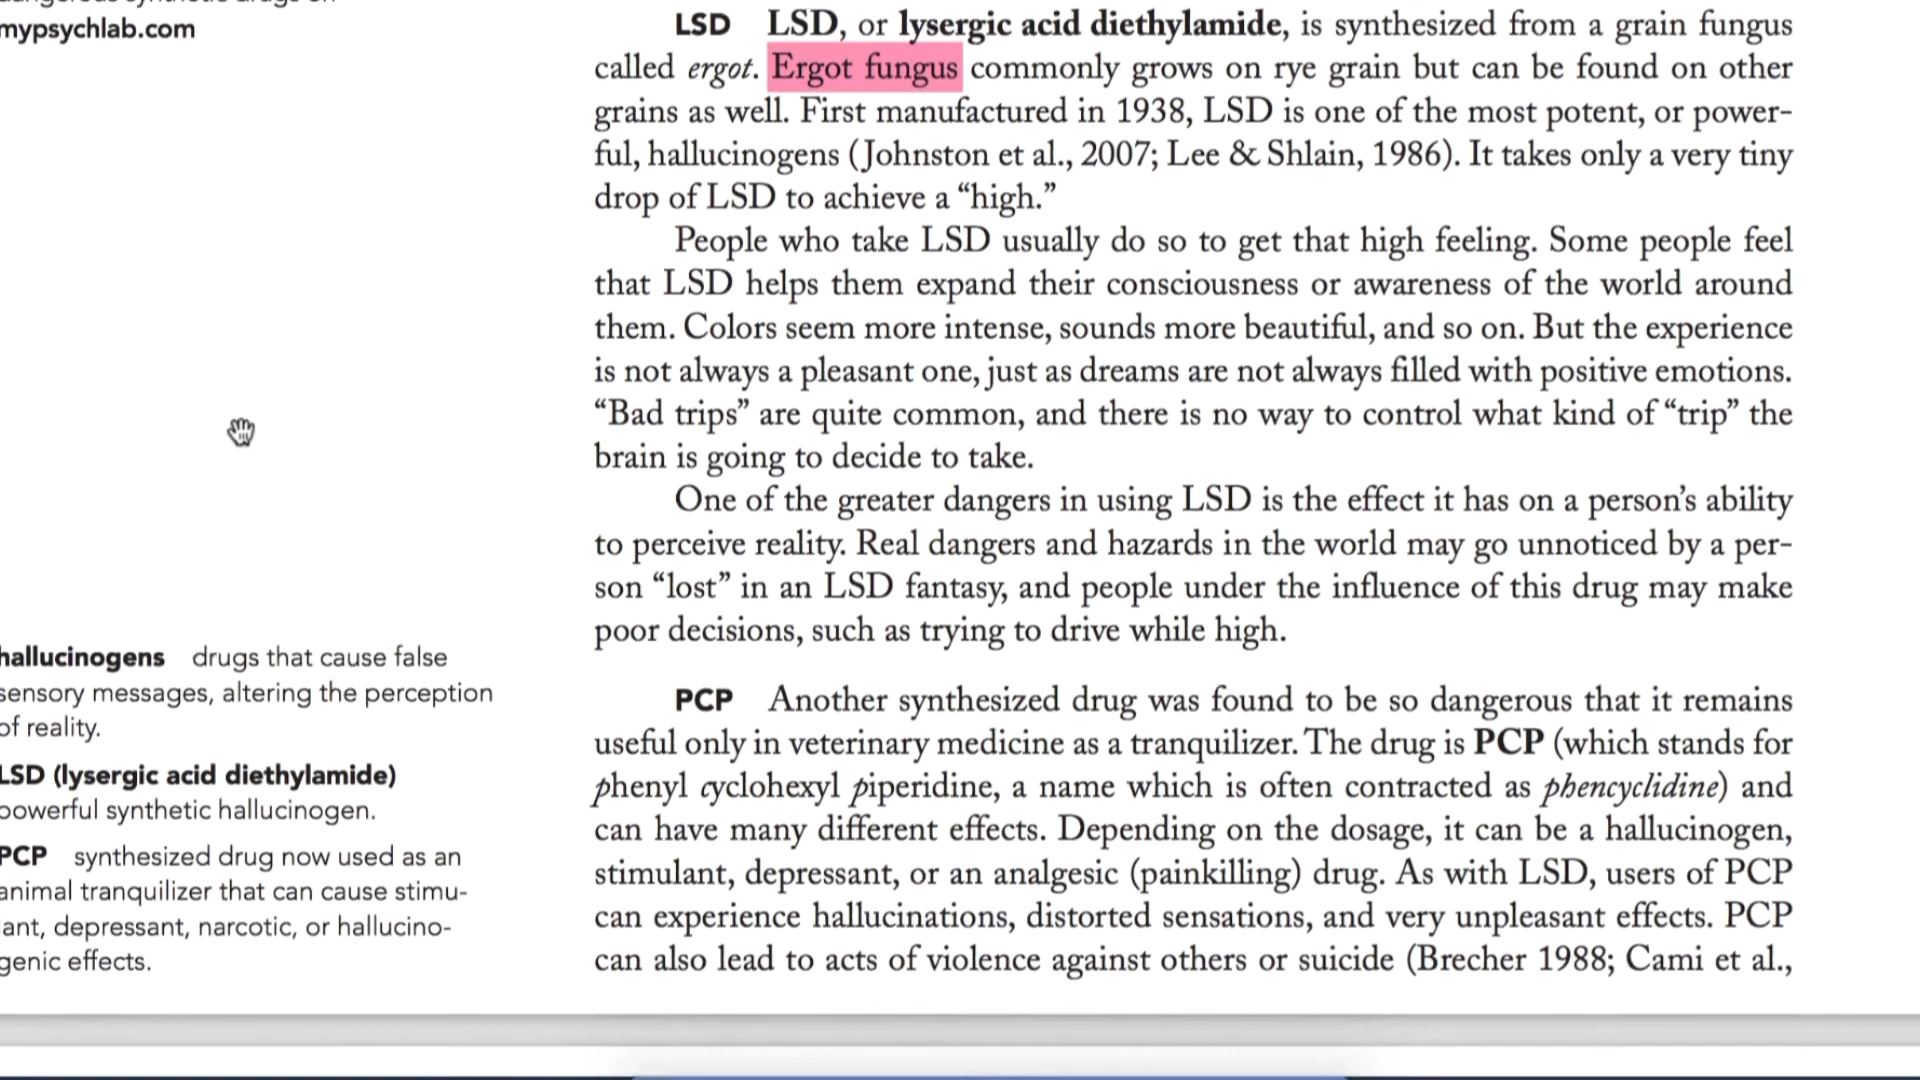 mypsychlab.com
LSD LSD, or lysergic acid diethylamide, is synthesized from a grain fungus
called ergot. Ergot fungus commonly grows on rye grain but can be found on other
grains as well. First manufactured in 1938, LSD is one of the most potent, or power-
ful, hallucinogens (Johnston et al., 2007; Lee & Shlain, 1986). It takes only a very tiny
drop of LSD to achieve a “high.”
People who take LSD usually do so to get that high feeling. Some people feel
that LSD helps them expand their consciousness or awareness of the world around
them. Colors seem more intense, sounds more beautiful, and so on. But the experience
is not always a pleasant one, just as dreams are not always filled with positive emotions.
“Bad trips” are quite common, and there is no way to control what kind of “trip” the
brain is going to decide to take.
One of the greater dangers in using LSD is the effect it has on a person’s ability
to perceive reality. Real dangers and hazards in the world may go unnoticed by a per-
son “lost” in an LSD fantasy, and people under the influence of this drug may make
poor decisions, such as trying to drive while high.
PCP Another synthesized drug was found to be so dangerous that it remains
useful only in veterinary medicine as a tranquilizer. The drug is PCP (which stands for
phenyl cyclohexyl piperidine, a name which is often contracted as phencyclidine) and
can have many different effects. Depending on the dosage, it can be a hallucinogen,
stimulant, depressant, or an analgesic (painkilling) drug. As with LSD, users of PCP
can experience hallucinations, distorted sensations, and very unpleasant effects. PCP
can also lead to acts of violence against others or suicide (Brecher 1988; Cami et al.,
hallucinogens drugs that cause false
sensory messages, altering the perception
of reality.
LSD (lysergic acid diethylamide)
powerful synthetic hallucinogen.
PCP synthesized drug now used as an
animal tranquilizer that can cause stimu-
lant, depressant, narcotic, or hallucino-
genic effects.